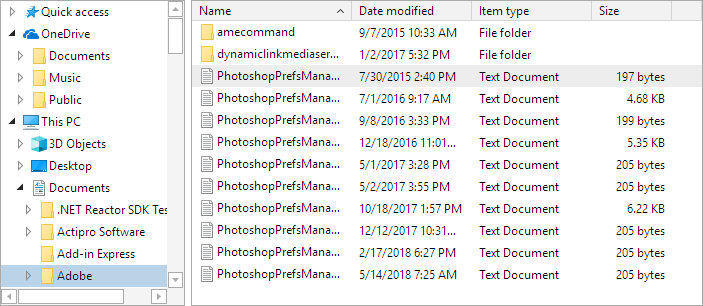 Quick access
OneDrive
Documents
Music
Public
This PC
3D Objects
Desktop
Documents
.NET Reactor SDK Tes
Actipro Software
Add-in Express
Adobe
Name Date modified Item type Size
amecommand 9/7/2015 10:33 AM File folder
dynamiclinkmediaser... 1/2/2017 5:32 PM File folder
PhotoshopPrefsMana... 7/30/2015 2:40 PM Text Document 197 bytes
PhotoshopPrefsMana... 7/1/2016 9:17 AM Text Document 4.68 KB
PhotoshopPrefsMana... 9/8/2016 3:33 PM Text Document 199 bytes
PhotoshopPrefsMana... 12/18/2016 11:01... Text Document 5.35 KB
PhotoshopPrefsMana... 5/1/2017 3:28 PM Text Document 205 bytes
PhotoshopPrefsMana... 5/2/2017 3:55 PM Text Document 205 bytes
PhotoshopPrefsMana... 10/18/2017 1:57 PM Text Document 6.22 KB
PhotoshopPrefsMana... 12/12/2017 10:31... Text Document 205 bytes
PhotoshopPrefsMana... 2/17/2018 6:27 PM Text Document 205 bytes
PhotoshopPrefsMana... 5/14/2018 7:25 AM Text Document 205 bytes